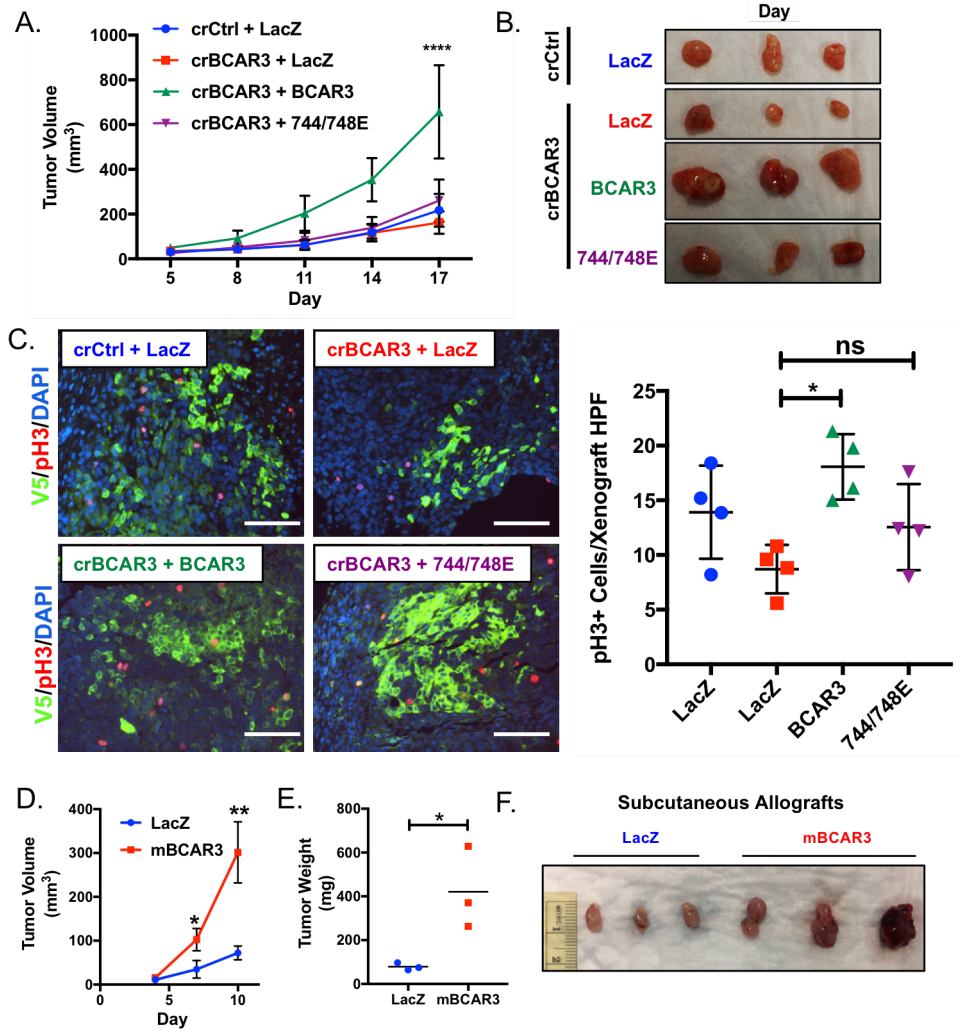 A.
crCtrl + LacZ
crBCAR3 + LacZ
crBCAR3 + BCAR3
crBCAR3 + 744/748E
****
Tumor Volume
(mm3)
1000
800
600
400
200
0
5 8 11 14 17
Day
B.
Day
crCtrl
LacZ
crBCAR3
LacZ
BCAR3
744/748E
C.
V5/pH3/DAPI
crCtrl + LacZ
crBCAR3 + LacZ
V5/pH3/DAPI
crBCAR3 + BCAR3
crBCAR3 + 744/748E
ns
*
pH3+ Cells/Xenograft HPF
25
20
15
10
5
0
LacZ
LacZ
BCAR3
744/748E
D.
Tumor Volume
(mm3)
400
300
200
100
0
LacZ
mBCAR3
*
**
0 5 10
Day
E.
Tumor Weight
(mg)
800
600
400
200
0
*
LacZ mBCAR3
F.
Subcutaneous Allografts
LacZ mBCAR3
1
2